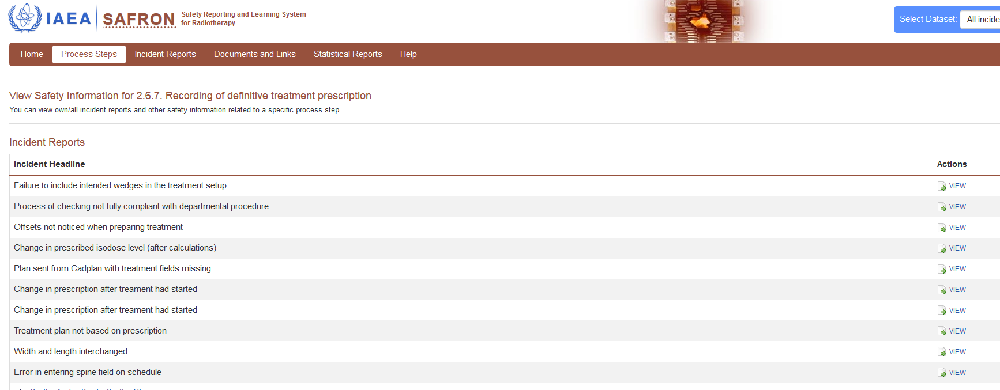 IAEA
SAFRON
Safety Reporting and Learning System
for Radiotherapy
Select Dataset: All incide
Home Process Steps Incident Reports Documents and Links Statistical Reports Help
View Safety Information for 2.6.7. Recording of definitive treatment prescription
You can view own/all incident reports and other safety information related to a specific process step.
Incident Reports
Incident Headline Actions
Failure to include intended wedges in the treatment setup VIEW
Process of checking not fully compliant with departmental procedure VIEW
Offsets not noticed when preparing treatment VIEW
Change in prescribed isodose level (after calculations) VIEW
Plan sent from Cadplan with treatment fields missing VIEW
Change in prescription after treament had started VIEW
Change in prescription after treament had started VIEW
Treatment plan not based on prescription VIEW
Width and length interchanged VIEW
Error in entering spine field on schedule VIEW